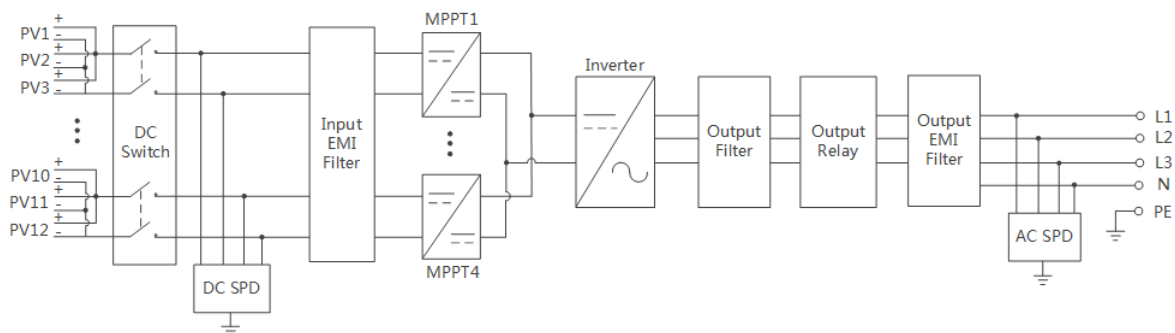 +
PV1
-
+
PV2
-
+
PV3
-
+
PV10
-
+
PV11
-
+
PV12
-
DC
Switch
DC SPD
Input
EMI
Filter
MPPT1
MPPT4
Inverter
Output
Filter
Output
Relay
Output
EMI
Filter
AC SPD
L1
L2
L3
N
PE